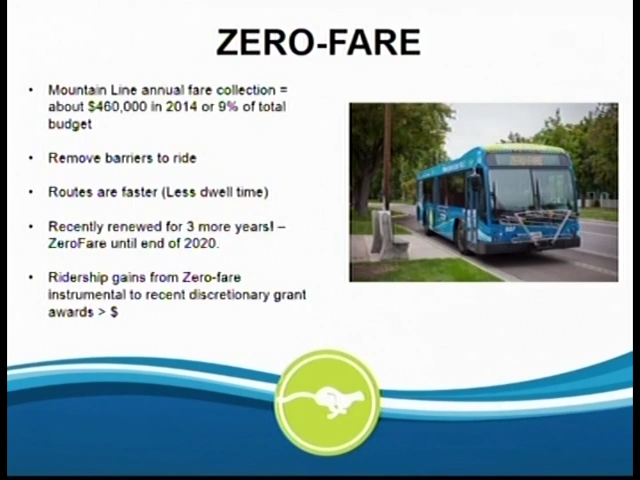 ZERO-FARE
• Mountain Line annual fare collection =
about $460,000 in 2014 or 9% of total
budget
• Remove barriers to ride
• Routes are faster (Less dwell time)
• Recently renewed for 3 more years! –
ZeroFare until end of 2020.
• Ridership gains from Zero-fare
instrumental to recent discretionary grant
awards > $